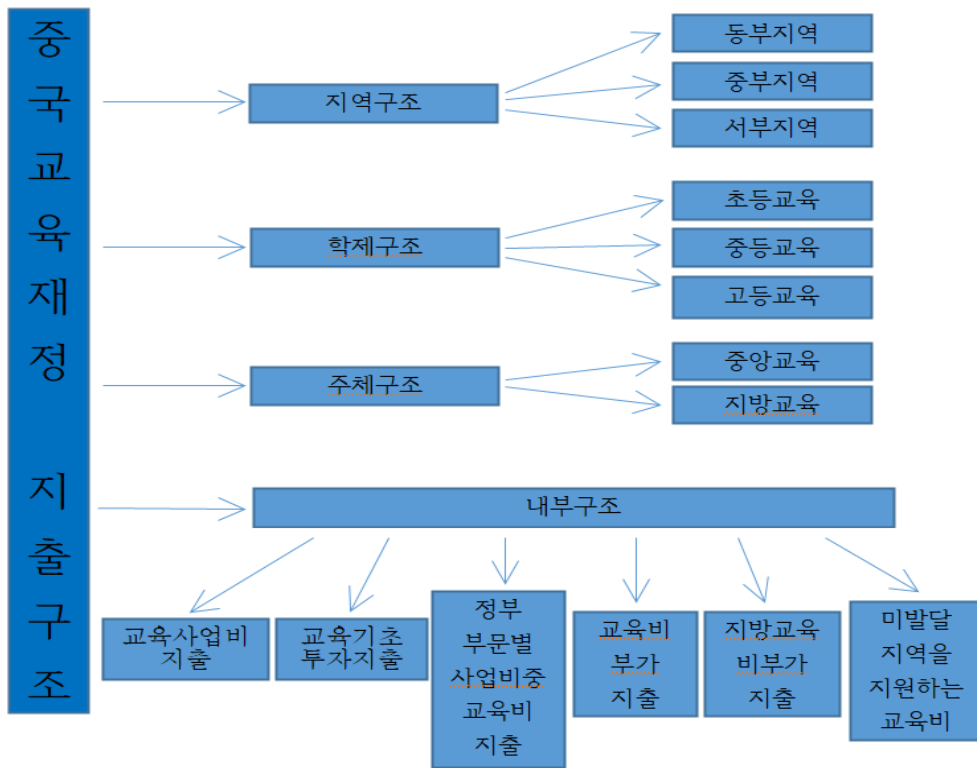 중국교육재정 지출구조
지역구조
동부지역
중부지역
서부지역
학제구조
초등교육
중등교육
고등교육
주체구조
중앙교육
지방교육
내부구조
교육사업비
지출
교육기초
투자지출
정부
부문별
사업비중
교육비
지출
교육비
부가
지출
지방교육
비부가
지출
미발달
지역을
지원하는
교육비